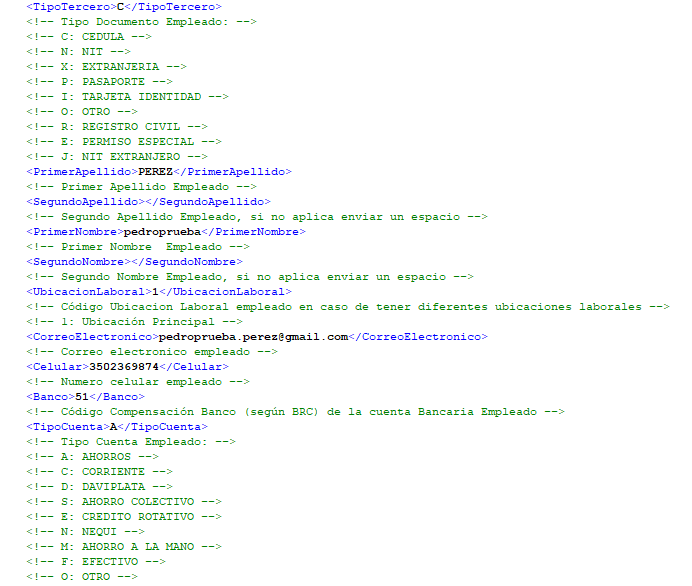 <TipoTercero>C</TipoTercero>
<!-- Tipo Documento Empleado: -->
<!-- C: CEDULA -->
<!-- N: NIT -->
<!-- X: EXTRANJERIA -->
<!-- P: PASAPORTE -->
<!-- I: TARJETA IDENTIDAD -->
<!-- O: OTRO -->
<!-- R: REGISTRO CIVIL -->
<!-- E: PERMISO ESPECIAL -->
<!-- J: NIT EXTRANJERO -->
<PrimerApellido>PEREZ</PrimerApellido>
<!-- Primer Apellido Empleado -->
<SegundoApellido></SegundoApellido>
<!-- Segundo Apellido Empleado, si no aplica enviar un espacio -->
<PrimerNombre>pedroprueba</PrimerNombre>
<!-- Primer Nombre  Empleado -->
<SegundoNombre></SegundoNombre>
<!-- Segundo Nombre Empleado, si no aplica enviar un espacio -->
<UbicacionLaboral>1</UbicacionLaboral>
<!-- Código Ubicacion Laboral empleado en caso de tener diferentes ubicaciones laborales -->
<!-- 1: Ubicación Principal -->
<CorreoElectronico>pedroprueba.perez@gmail.com</CorreoElectronico>
<!-- Correo electronico empleado -->
<Celular>3502369874</Celular>
<!-- Numero celular empleado -->
<Banco>51</Banco>
<!-- Código Compensación Banco (según BRC) de la cuenta Bancaria Empleado -->
<TipoCuenta>A</TipoCuenta>
<!-- Tipo Cuenta Empleado: -->
<!-- A: AHORROS -->
<!-- C: CORRIENTE -->
<!-- D: DAVIPLATA -->
<!-- S: AHORRO COLECTIVO -->
<!-- E: CREDITO ROTATIVO -->
<!-- N: NEQUI -->
<!-- M: AHORRO A LA MANO -->
<!-- F: EFECTIVO -->
<!-- O: OTRO -->